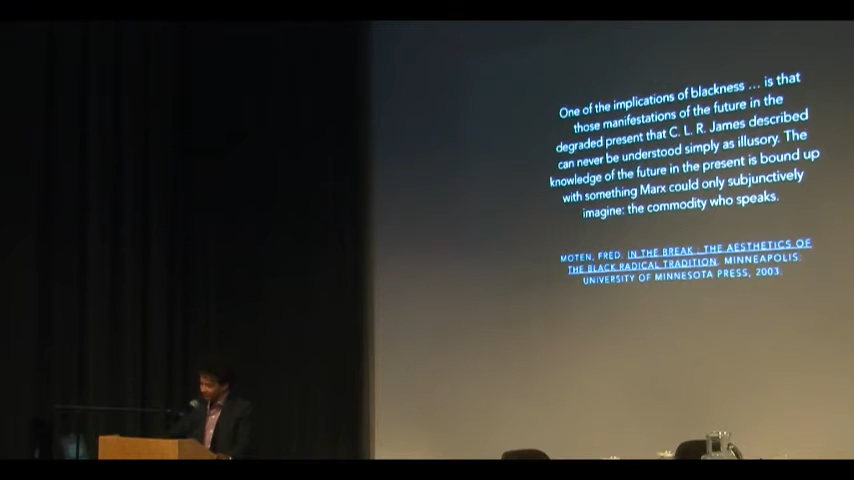 One of the implications of blackness ... is that
those manifestations of the future in the
degraded present that C. L. R. James described
can never be understood simply as illusory. The
knowledge of the future in the present is bound up
with something Marx could only subjunctively
imagine: the commodity who speaks.
MOTEN, FRED. IN THE BREAK : THE AESTHETICS OF
THE BLACK RADICAL TRADITION. MINNEAPOLIS:
UNIVERSITY OF MINNESOTA PRESS, 2003.